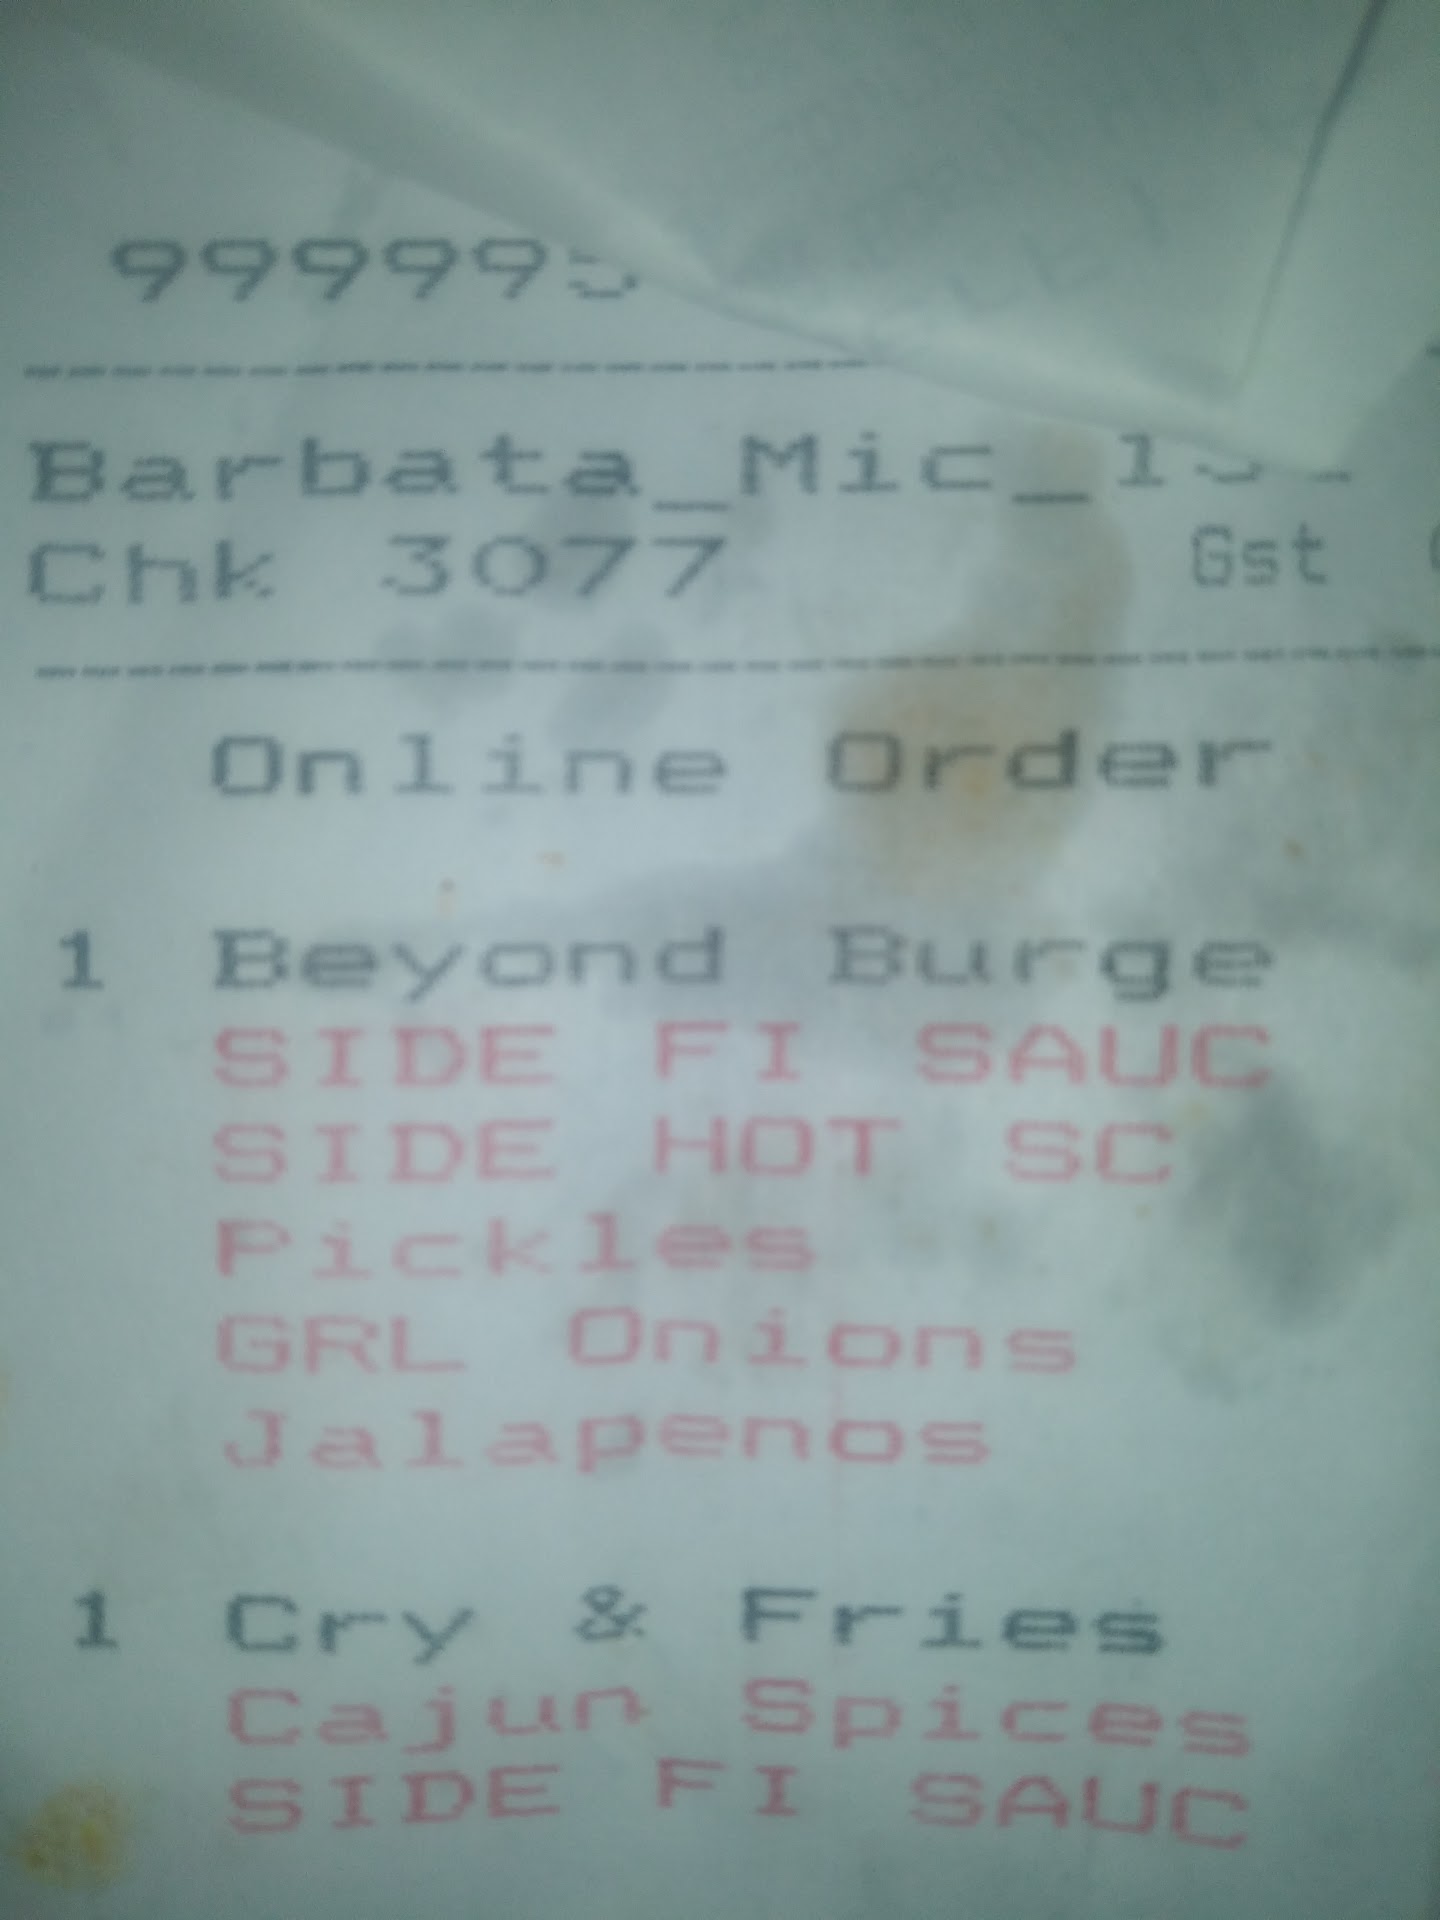 99999
Barbata_Mic_1
Chk 3077 Gst
Online Order
1 Beyond Burge
SIDE FI SAUC
SIDE HOT SC
Pickles
GRL Onions
Jalapenos
1 Cry & Fries
Cajun Spices
SIDE FI SAUC